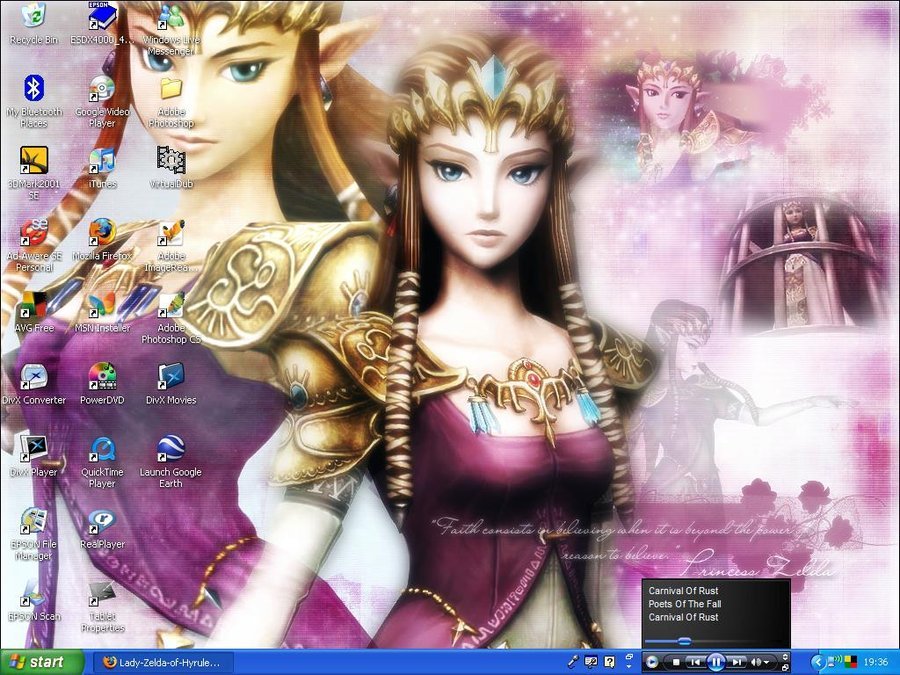 Recycle Bin
ESDX4000_4...
Windows Live
Messenger
My Bluetooth
Places
Google Video
Player
Adobe
Photoshop
3DMark2001
SE
iTunes
VirtualDub
Ad-Aware SE
Personal
Mozilla Firefox
Adobe
ImageRea...
AVG Free
MSN Installer
Adobe
Photoshop CS
DivX Converter
PowerDVD
DivX Movies
DivX Player
QuickTime
Player
Launch Google
Earth
EPSON File
Manager
RealPlayer
EPSON Scan
Tablet
Properties
"Faith consists in believing when it is beyond the power
reason to believe."
Princess Zelda
Carnival Of Rust
Poets Of The Fall
Carnival Of Rust
start
Lady-Zelda-of-Hyrule...
19:36